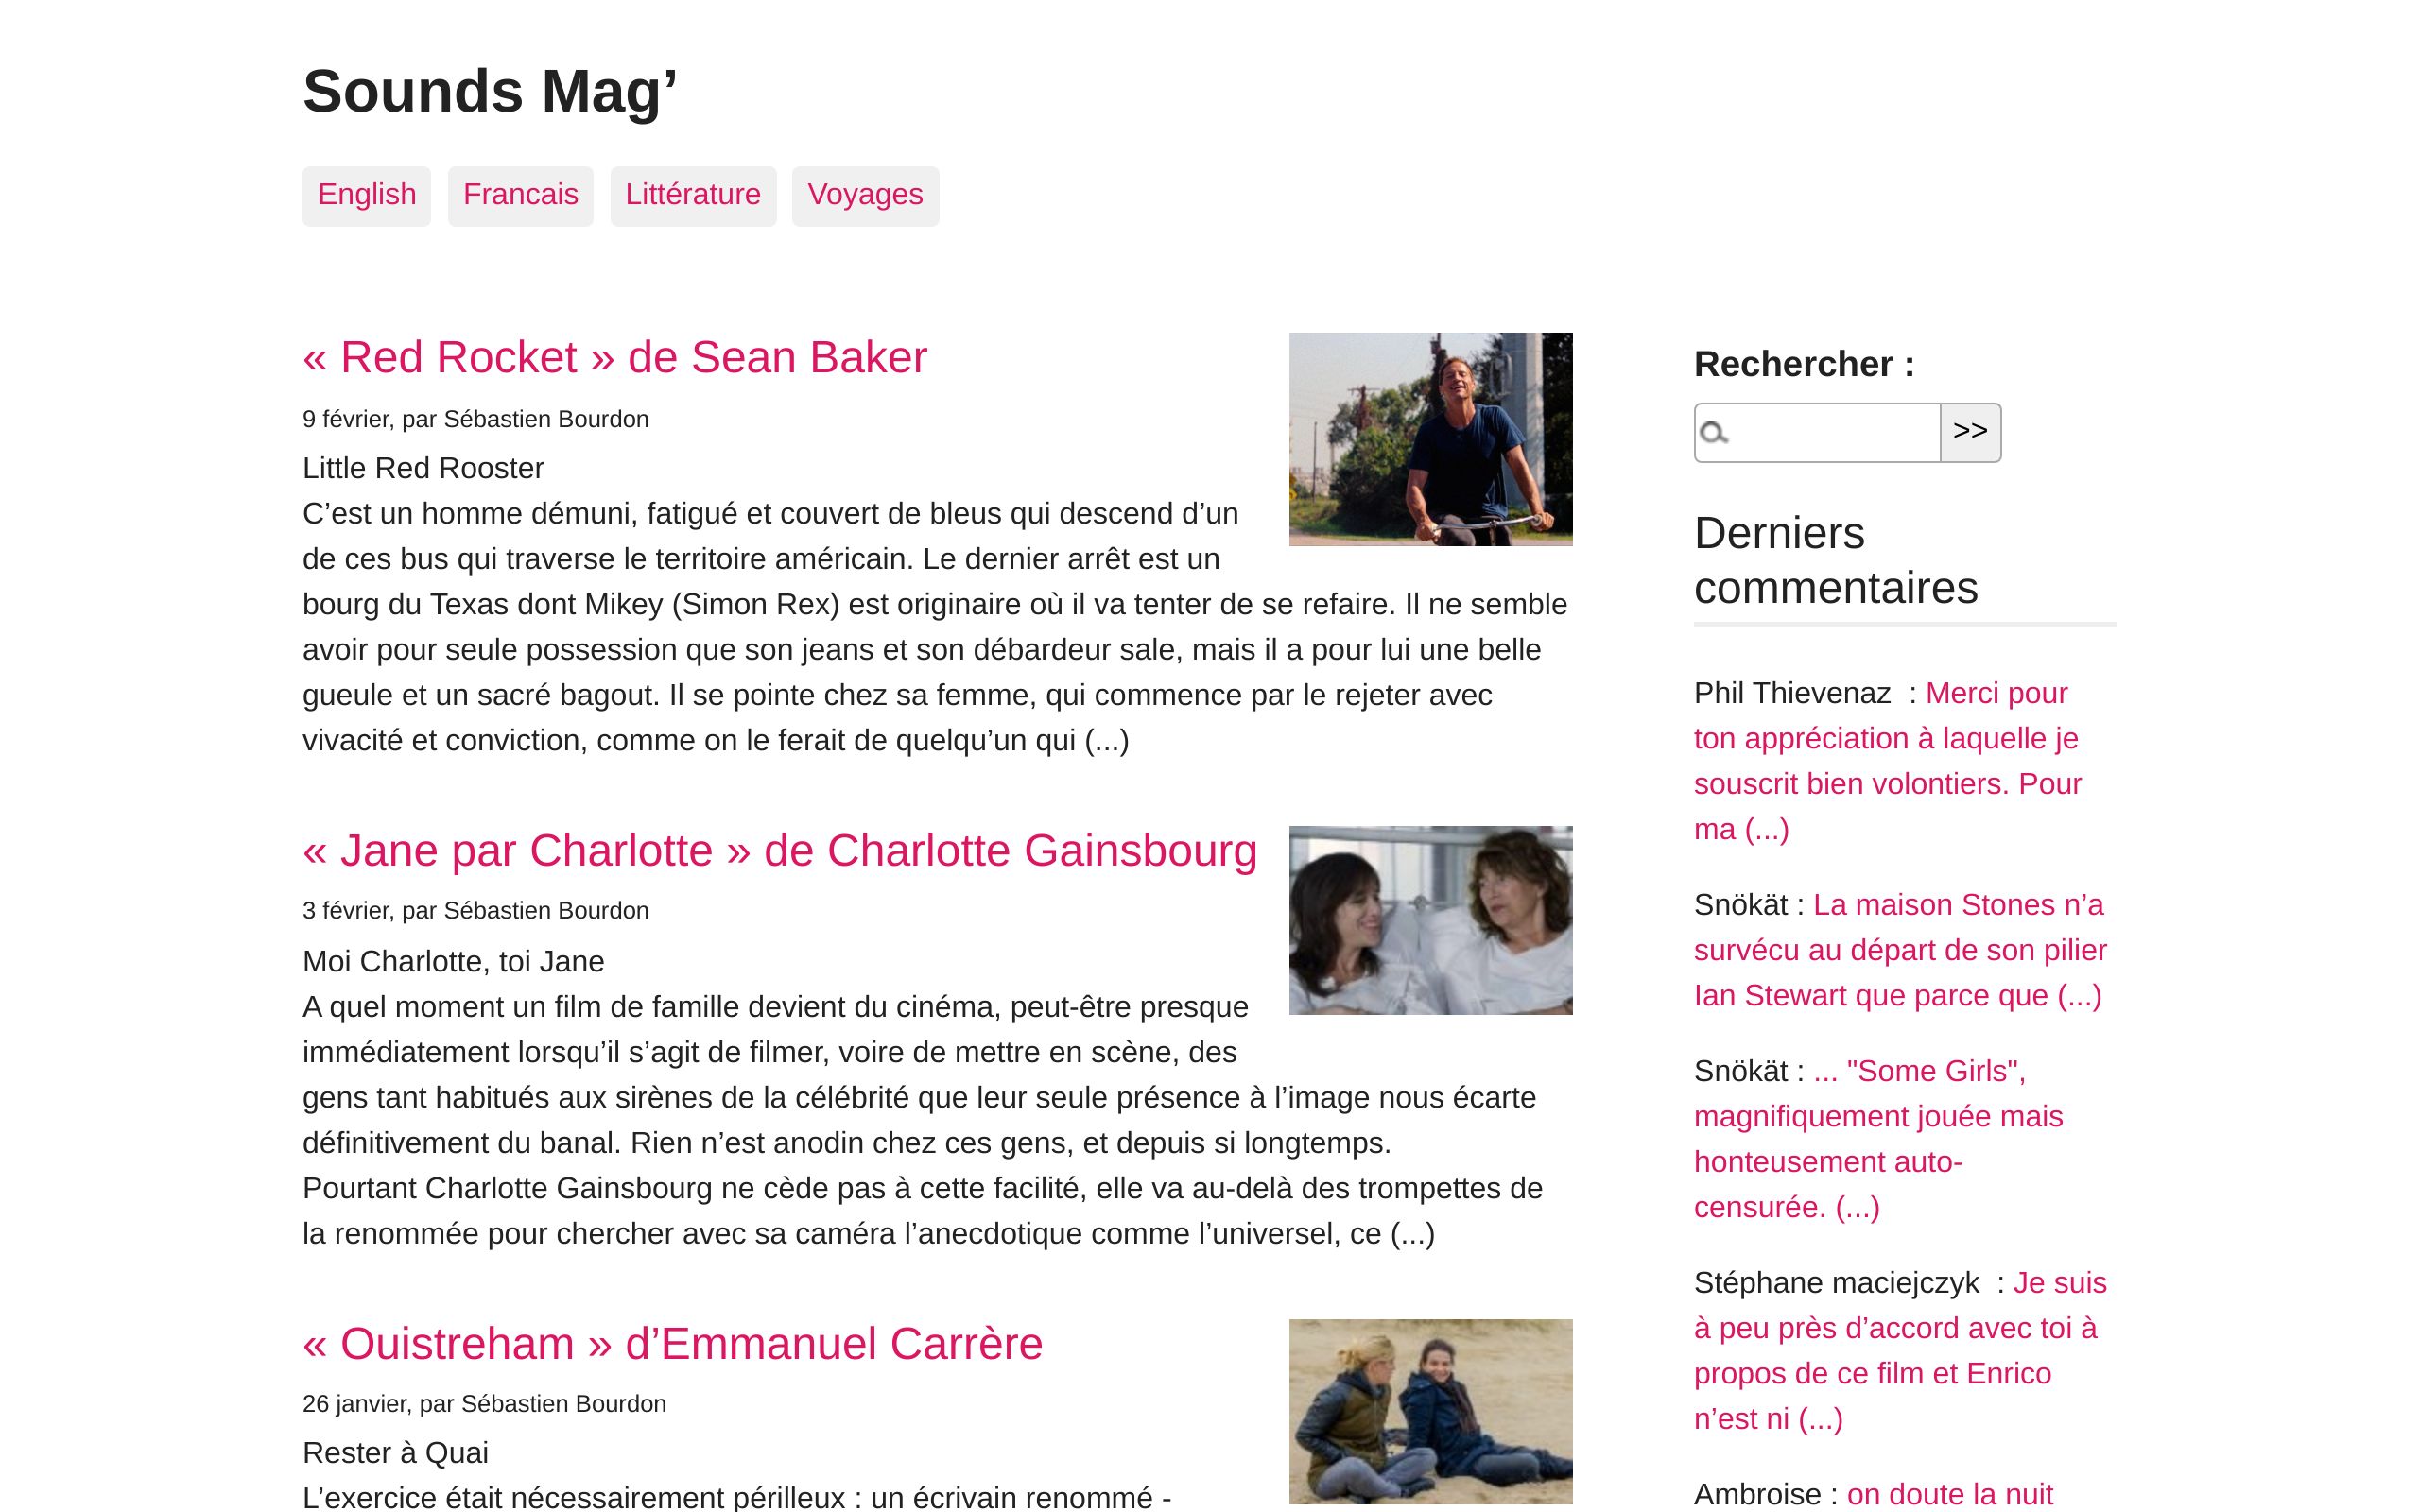 Sounds Mag’
English
Francais
Littérature
Voyages
« Red Rocket » de Sean Baker
9 février, par Sébastien Bourdon
Little Red Rooster
C’est un homme démuni, fatigué et couvert de bleus qui descend d’un
de ces bus qui traverse le territoire américain. Le dernier arrêt est un
bourg du Texas dont Mikey (Simon Rex) est originaire où il va tenter de se refaire. Il ne semble
avoir pour seule possession que son jeans et son débardeur sale, mais il a pour lui une belle
gueule et un sacré bagout. Il se pointe chez sa femme, qui commence par le rejeter avec
vivacité et conviction, comme on le ferait de quelqu’un qui (...)
« Jane par Charlotte » de Charlotte Gainsbourg
3 février, par Sébastien Bourdon
Moi Charlotte, toi Jane
A quel moment un film de famille devient du cinéma, peut-être presque
immédiatement lorsqu’il s’agit de filmer, voire de mettre en scène, des
gens tant habitués aux sirènes de la célébrité que leur seule présence à l’image nous écarte
définitivement du banal. Rien n’est anodin chez ces gens, et depuis si longtemps.
Pourtant Charlotte Gainsbourg ne cède pas à cette facilité, elle va au-delà des trompettes de
la renommée pour chercher avec sa caméra l’anecdotique comme l’universel, ce (...)
« Ouistreham » d’Emmanuel Carrère
26 janvier, par Sébastien Bourdon
Rester à Quai
L’exercice était nécessairement périlleux : un écrivain renommé -
Rechercher :
>>
Derniers
commentaires
Phil Thievenaz : Merci pour
ton appréciation à laquelle je
souscrit bien volontiers. Pour
ma (...)
Snökät : La maison Stones n’a
survécu au départ de son pilier
Ian Stewart que parce que (...)
Snökät : ... "Some Girls",
magnifiquement jouée mais
honteusement auto-
censurée. (...)
Stéphane maciejczyk : Je suis
à peu près d’accord avec toi à
propos de ce film et Enrico
n’est ni (...)
Ambroise : on doute la nuit